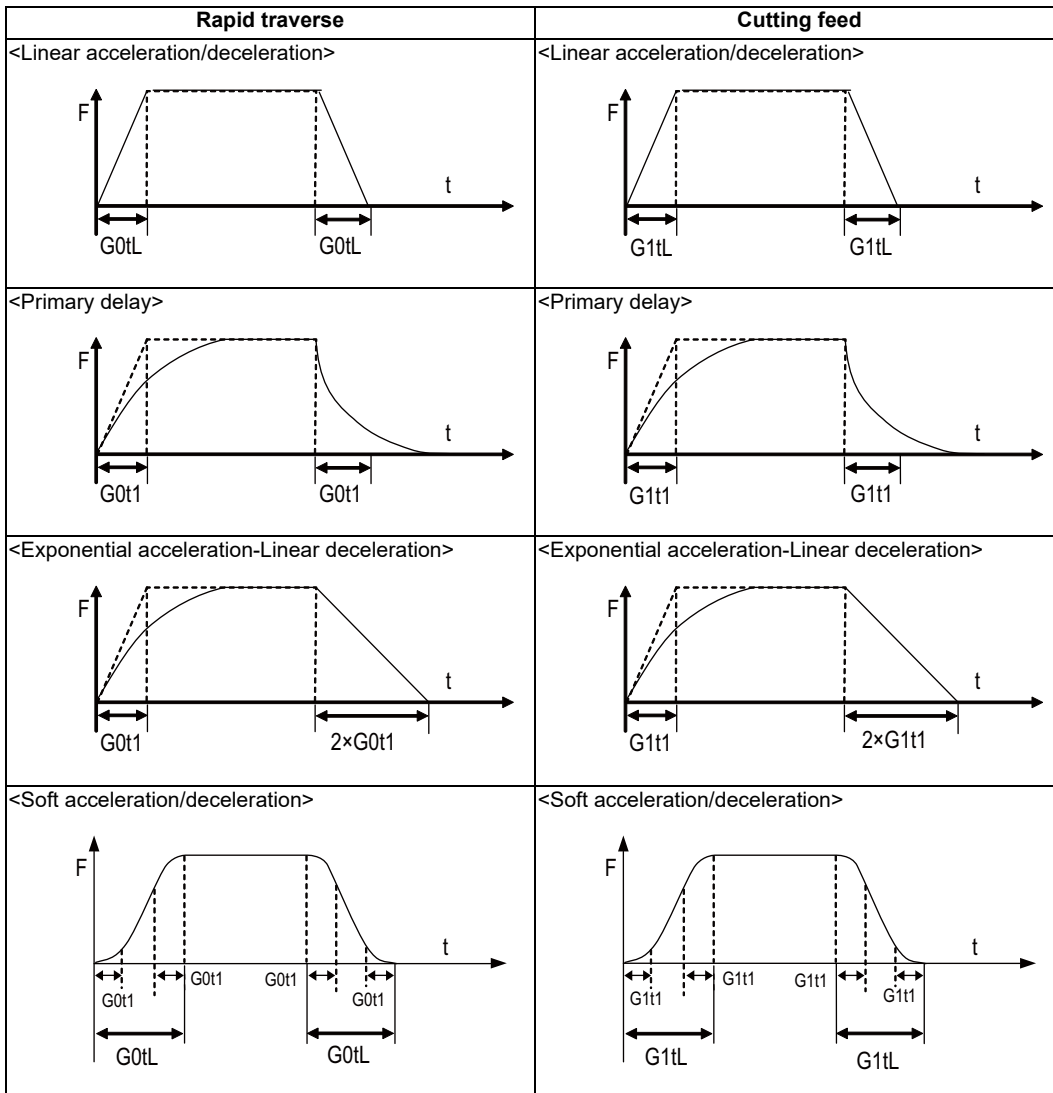 Rapid traverse
Cutting feed
<Linear acceleration/deceleration>
F
t
G0tL
G0tL
<Linear acceleration/deceleration>
F
t
G1tL
G1tL
<Primary delay>
F
t
G0t1
G0t1
<Primary delay>
F
t
G1t1
G1t1
<Exponential acceleration-Linear deceleration>
F
t
G0t1
2×G0t1
<Exponential acceleration-Linear deceleration>
F
t
G1t1
2×G1t1
<Soft acceleration/deceleration>
F
t
G0t1
G0t1
G0t1
G0t1
G0tL
G0tL
<Soft acceleration/deceleration>
F
t
G1t1
G1t1
G1t1
G1t1
G1tL
G1tL